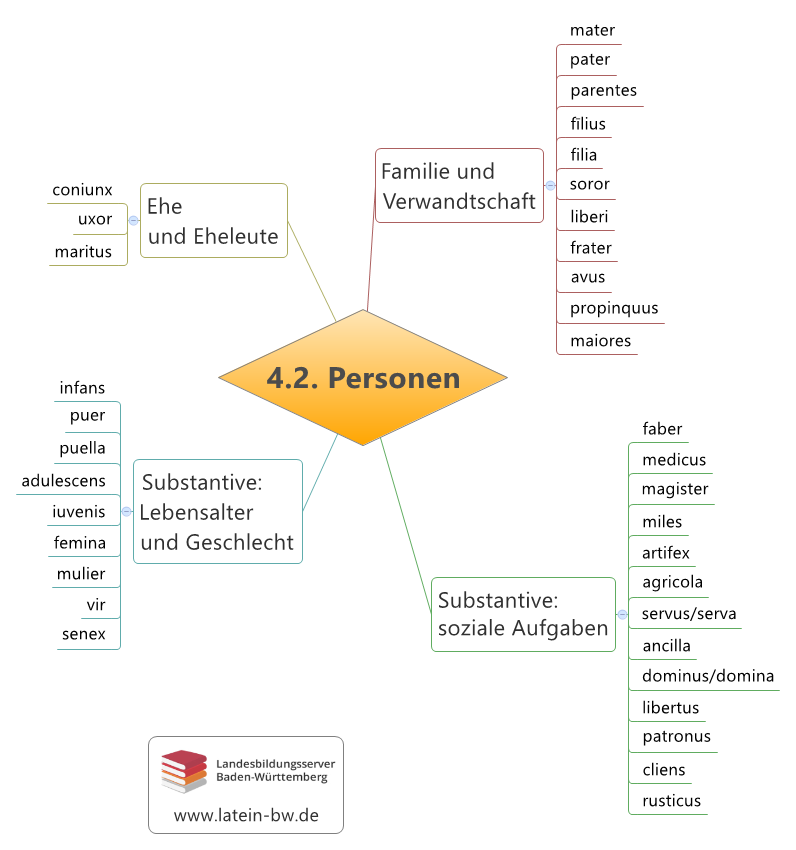 4.2. Personen
Familie und
Verwandtschaft
mater
pater
parentes
fīlius
filia
soror
liberi
frater
avus
propinquus
maiores
Substantive:
soziale Aufgaben
faber
medicus
magister
miles
artifex
agricola
servus/serva
ancilla
dominus/domina
libertus
patronus
cliens
rusticus
Substantive:
Lebensalter
und Geschlecht
infans
puer
puella
adulescens
iuvenis
femina
mulier
vir
senex
Ehe
und Eheleute
coniunx
uxor
maritus
Landesbildungsserver
Baden-Württemberg
www.latein-bw.de